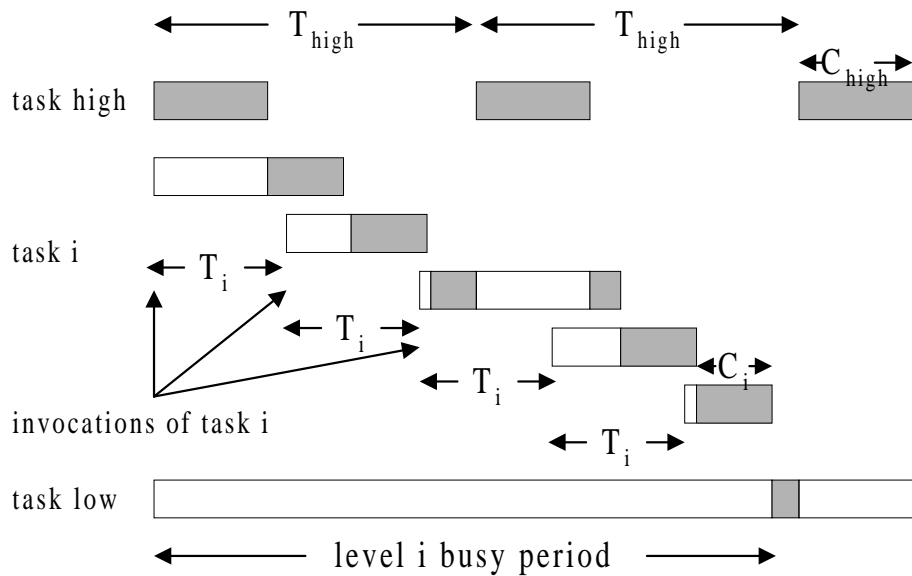 T high T high
C high
task high
task i
T i
T i
T i C i
invocations of task i
T i
task low
level i busy period